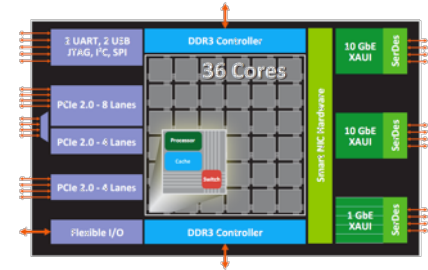 3 UART, 2 USB
JTAG, I²C, SPI
DDR3 Controller
10 GbE
XAUI
SerDes
36 Cores
PCIe 2.0 - 8 Lanes
PCIe 2.0 - 4 Lanes
PCIe 2.0 - 4 Lanes
Flexible I/O
Processor
Cache
Switch
Smart NIC Hardware
10 GbE
XAUI
SerDes
1 GbE
XAUI
SerDes
DDR3 Controller